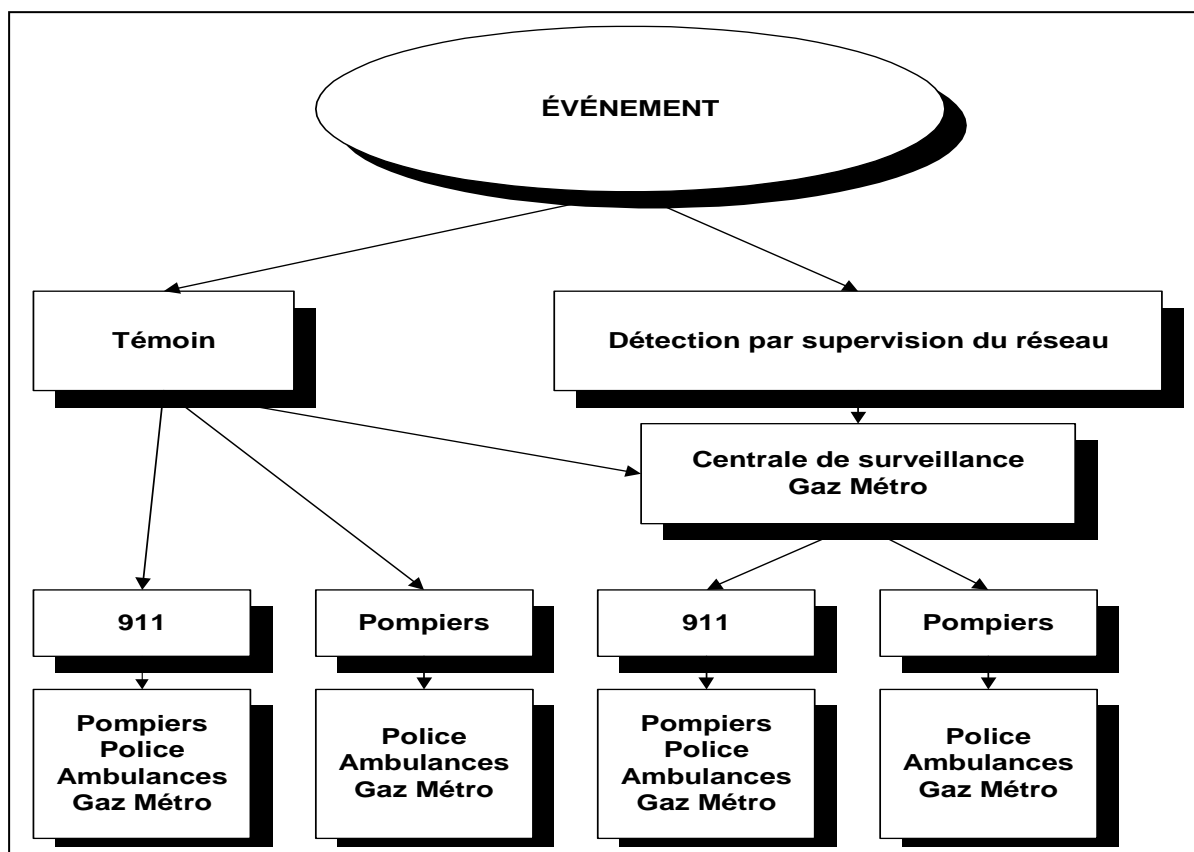 ÉVÉNEMENT
Témoin
Détection par supervision du réseau
Centrale de surveillance
Gaz Métro
911
Pompiers
911
Pompiers
Pompiers
Police
Ambulances
Gaz Métro
Police
Ambulances
Gaz Métro
Pompiers
Police
Ambulances
Gaz Métro
Police
Ambulances
Gaz Métro